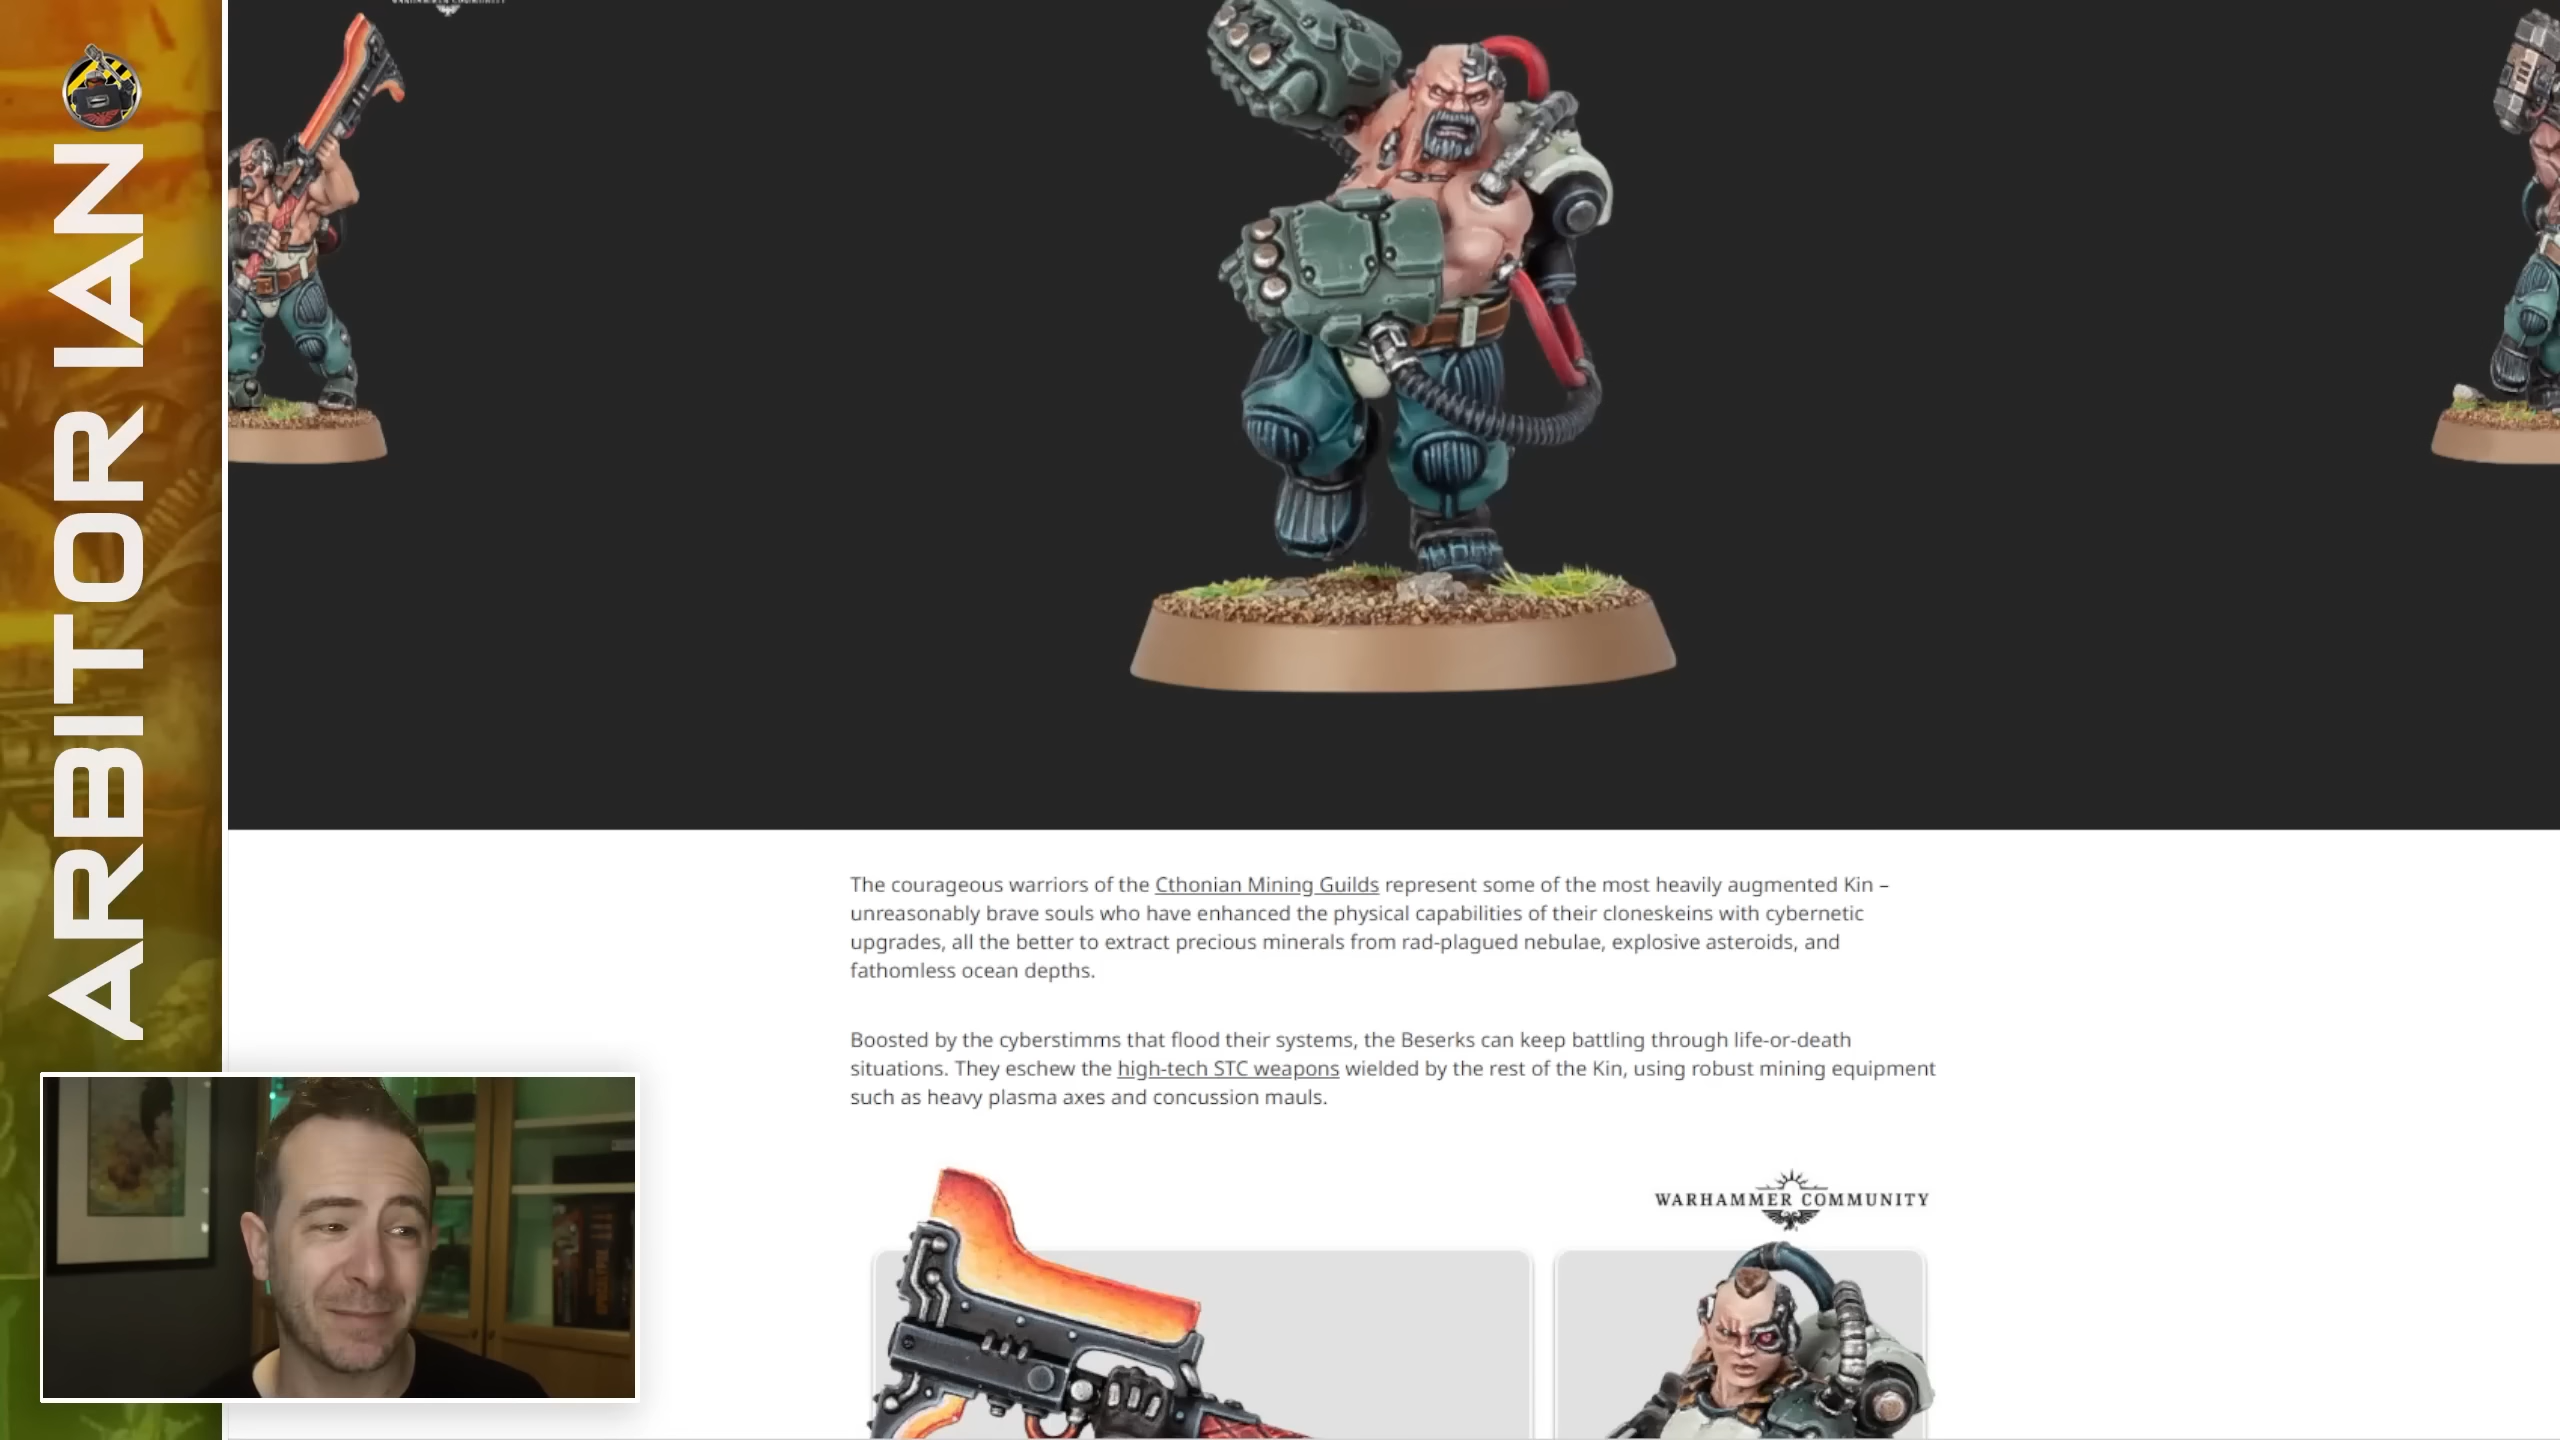 ARBITOR IAN
The courageous warriors of the Cthonian Mining Guilds represent some of the most heavily augmented Kin –
unreasonably brave souls who have enhanced the physical capabilities of their cloneskeins with cybernetic
upgrades, all the better to extract precious minerals from rad-plagued nebulae, explosive asteroids, and
fathomless ocean depths.
Boosted by the cyberstimms that flood their systems, the Beserks can keep battling through life-or-death
situations. They eschew the high-tech STC weapons wielded by the rest of the Kin, using robust mining equipment
such as heavy plasma axes and concussion mauls.
WARHAMMER COMMUNITY